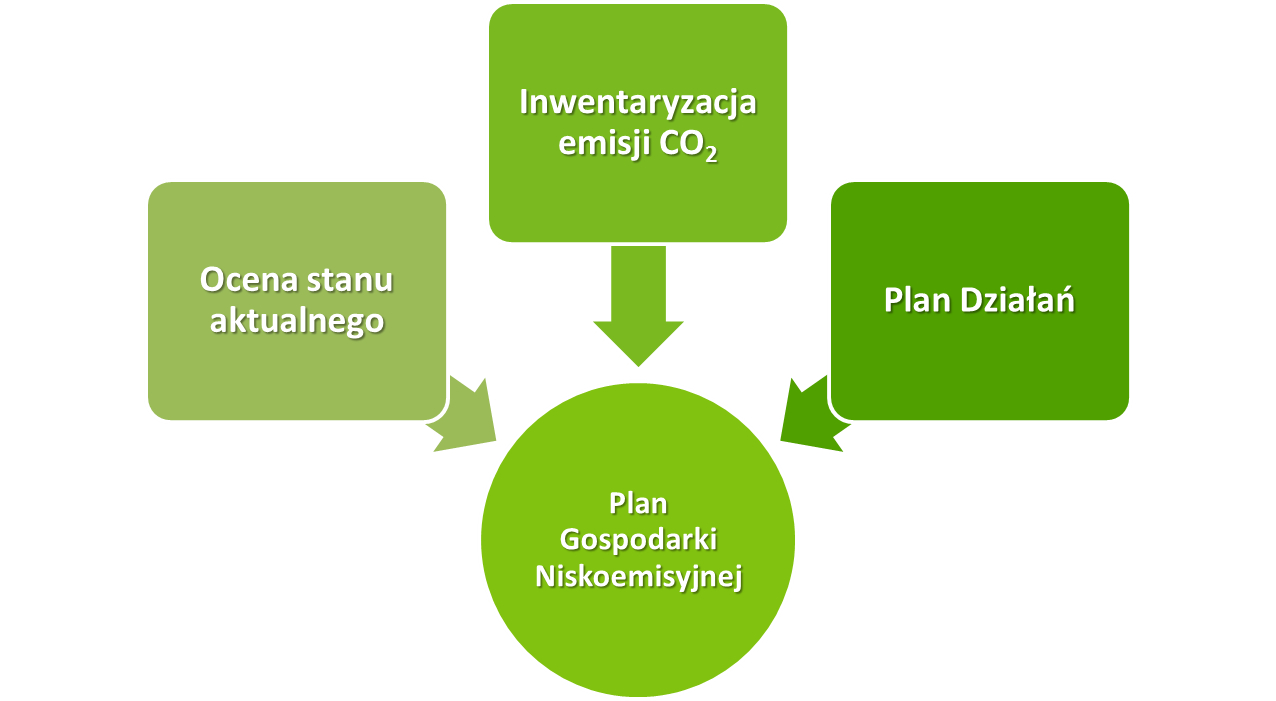 Inwentaryzacja
emisji CO₂
Ocena stanu
aktualnego
Plan Działań
Plan
Gospodarki
Niskoemisyjnej